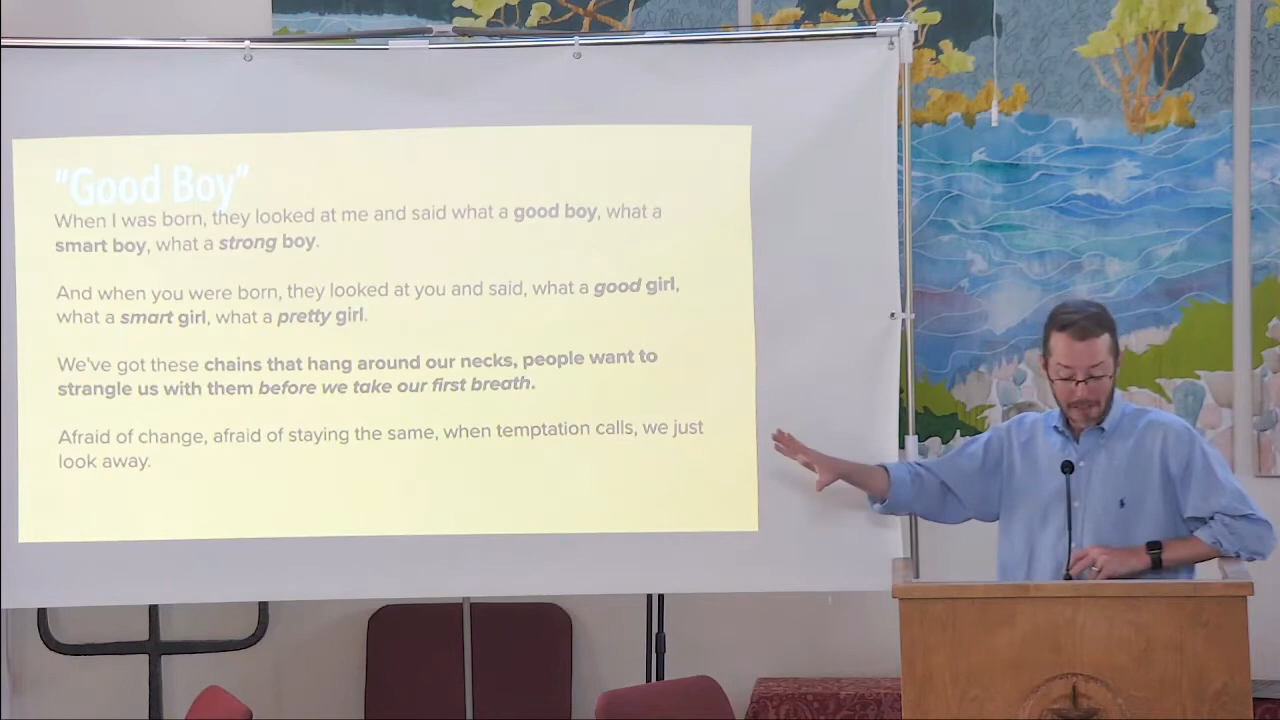 "Good Boy"
When I was born, they looked at me and said what a good boy, what a
smart boy, what a strong boy.
And when you were born, they looked at you and said, what a good girl,
what a smart girl, what a pretty girl.
We've got these chains that hang around our necks, people want to
strangle us with them before we take our first breath.
Afraid of change, afraid of staying the same, when temptation calls, we just
look away.